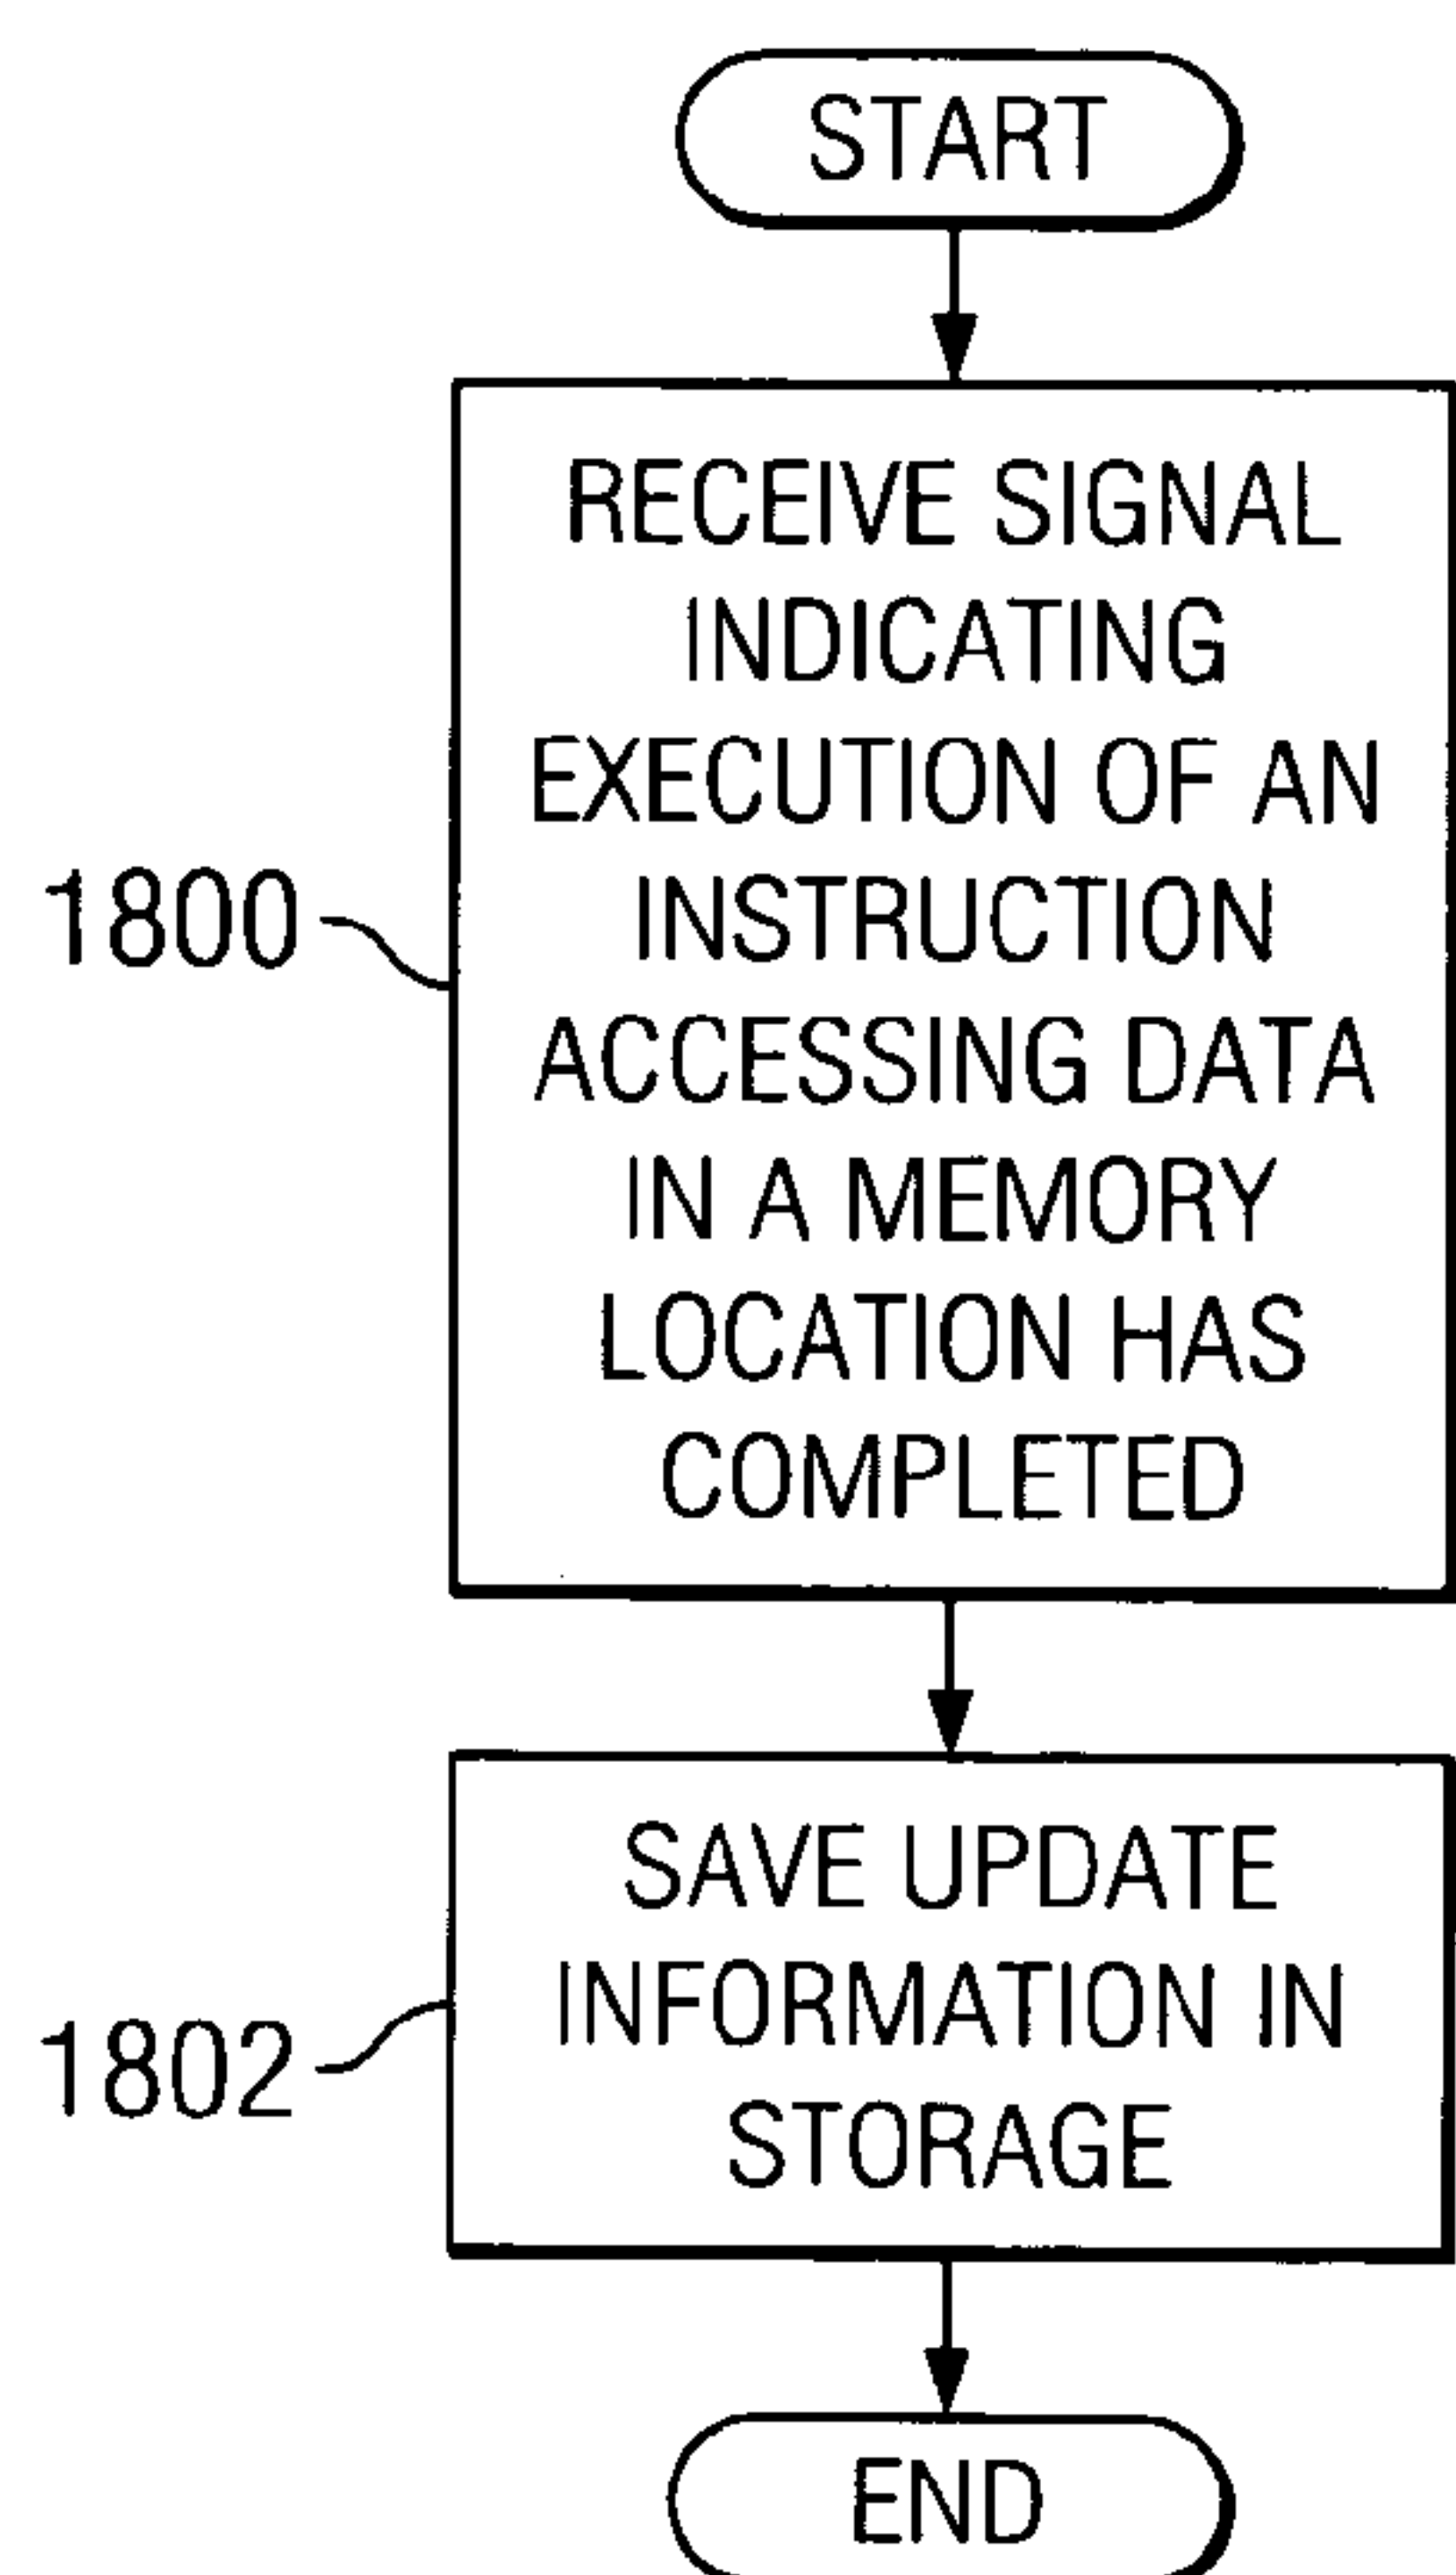 START
RECEIVE SIGNAL
INDICATING
EXECUTION OF AN
INSTRUCTION
ACCESSING DATA
IN A MEMORY
LOCATION HAS
COMPLETED
1800
SAVE UPDATE
INFORMATION IN
STORAGE
1802
END